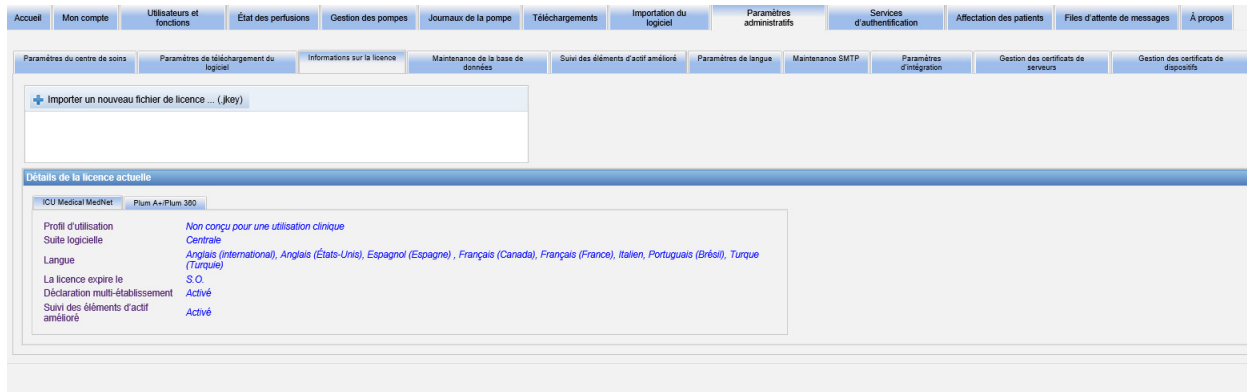 Accueil Mon compte Utilisateurs et fonctions État des perfusions Gestion des pompes Journaux de la pompe Téléchargements Importation du logiciel Paramètres administratifs Services d'authentification Affectation des patients Files d'attente de messages À propos
Paramètres du centre de soins Paramètres de téléchargement du logiciel Informations sur la licence Maintenance de la base de données Suivi des éléments d'actif amélioré Paramètres de langue Maintenance SMTP Paramètres d'intégration Gestion des certificats de serveurs Gestion des certificats de dispositifs
Importer un nouveau fichier de licence ... (.jkey)
Détails de la licence actuelle
ICU Medical MedNet Plum A+/Plum 360
Profil d'utilisation Non conçu pour une utilisation clinique
Suite logicielle Centrale
Langue Anglais (international), Anglais (États-Unis), Espagnol (Espagne) , Français (Canada), Français (France), Italien, Portuguais (Brésil), Turque
(Turquie)
La licence expire le S.O.
Déclaration multi-établissement Activé
Suivi des éléments d'actif
amélioré Activé